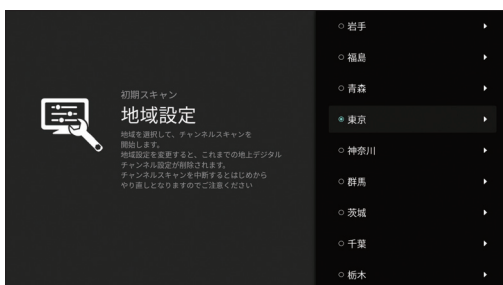 初期スキャン
地域設定
地域を選択して、チャンネルスキャンを
開始します。
地域設定を変更すると、これまでの地上デジタル
チャンネル設定が削除されます。
チャンネルスキャンを中断するとはじめから
やり直しとなりますのでご注意ください
岩手
福島
青森
東京
神奈川
群馬
茨城
千葉
栃木